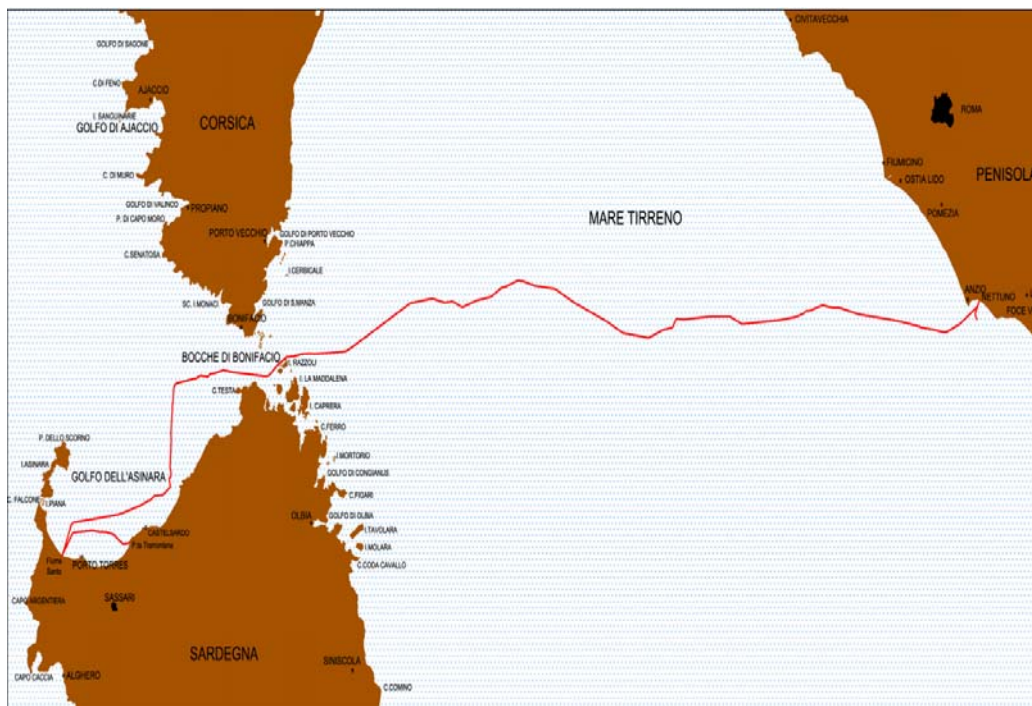 CIVITAVECCHIA
GOLFO DI SAGONE
C.DI FENO
AJACCIO
I. SANGUINARIE
GOLFO DI AJACCIO
CORSICA
ROMA
FIUMICINO
OSTIA LIDO
PENISOLA
C. DI MURO
GOLFO DI VALINCO
PROPIANO
POMEZIA
P. DI CAPO MORO
MARE TIRRENO
PORTO VECCHIO
GOLFO DI PORTO VECCHIO
P.CHIAPPA
C.SENATOSA
I.CERBICALE
ANZIO
NETTUNO
SC. I.MONACI
GOLFO DI S.MANZA
FOCE V
BONIFACIO
BOCCHE DI BONIFACIO
I. RAZZOLI
I. LA MADDALENA
C.TESTA
I. CAPRERA
C.FERRO
P. DELLO SCORNO
I.MORTORIO
I.ASINARA
GOLFO DELL'ASINARA
GOLFO DI CONGIANUS
C. FALCONE
I.PIANA
C.FIGARI
OLBIA
GOLFO DI OLBIA
CASTELSARDO
I.TAVOLARA
P.ta Tramontana
I.MOLARA
Fiume
Santo
PORTO TORRES
C.CODA CAVALLO
CAPO ARGENTIERA
SASSARI
SARDEGNA
SINISCOLA
CAPO CACCIA
ALGHERO
C.COMINO